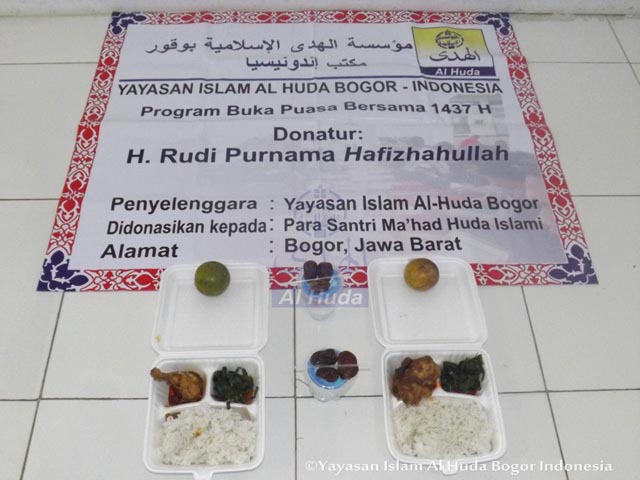 مؤسسة الهدى الإسلامية بوقور
مكتب إندونيسيا
الهدى
Al Huda
YAYASAN ISLAM AL HUDA BOGOR - INDONESIA
Program Buka Puasa Bersama 1437 H
Donatur:
H. Rudi Purnama Hafizhahullah
Penyelenggara : Yayasan Islam Al-Huda Bogor
Didonasikan kepada: Para Santri Ma'had Huda Islami
Alamat : Bogor, Jawa Barat
الهدى
Al Huda
©Yayasan Islam Al Huda Bogor Indonesia